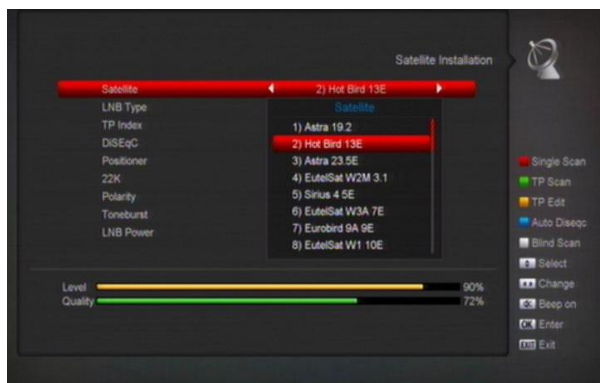 Satellite Installation
Satellite 2) Hot Bird 13E
LNB Type
TP Index
DiSEqC
Positioner
22K
Polarity
Toneburst
LNB Power
Satellite
1) Astra 19.2
2) Hot Bird 13E
3) Astra 23.5E
4) EutelSat W2M 3.1
5) Sirius 4 5E
6) EutelSat W3A 7E
7) Eurobird 9A 9E
8) EutelSat W1 10E
Single Scan
TP Scan
TP Edit
Auto Diseqc
Blind Scan
Select
Change
Beep on
OK Enter
EXIT Exit
Level 90%
Quality 72%